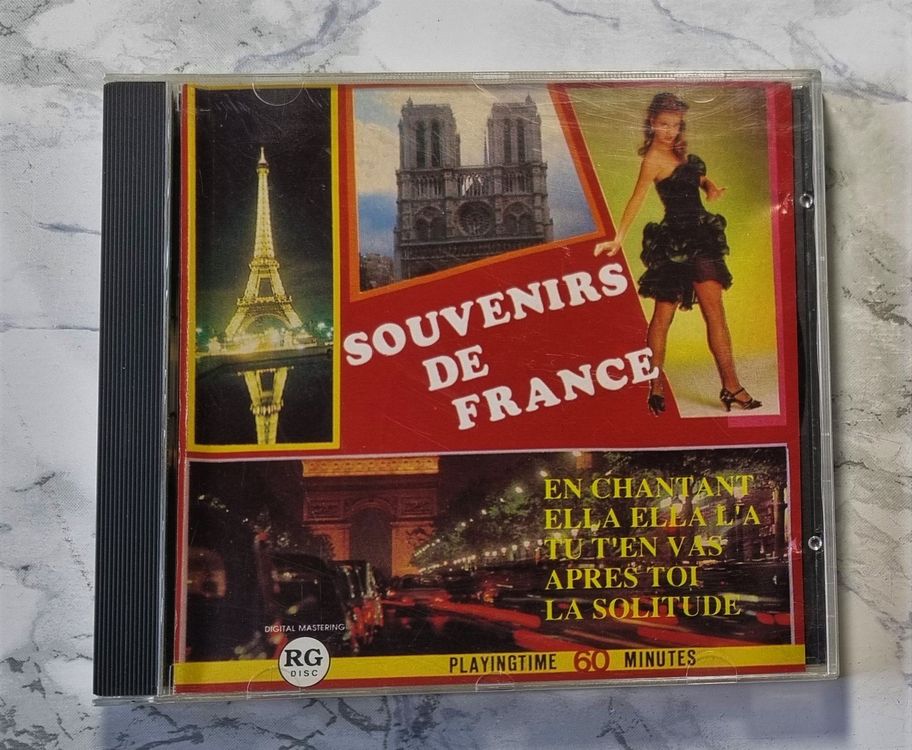 SOUVENIRS
DE
FRANCE
EN CHANTANT
ELLA ELLA L'A
TU T'EN VAS
APRES TOI
LA SOLITUDE
DIGITAL MASTERING
RG
DISC
PLAYINGTIME 60 MINUTES